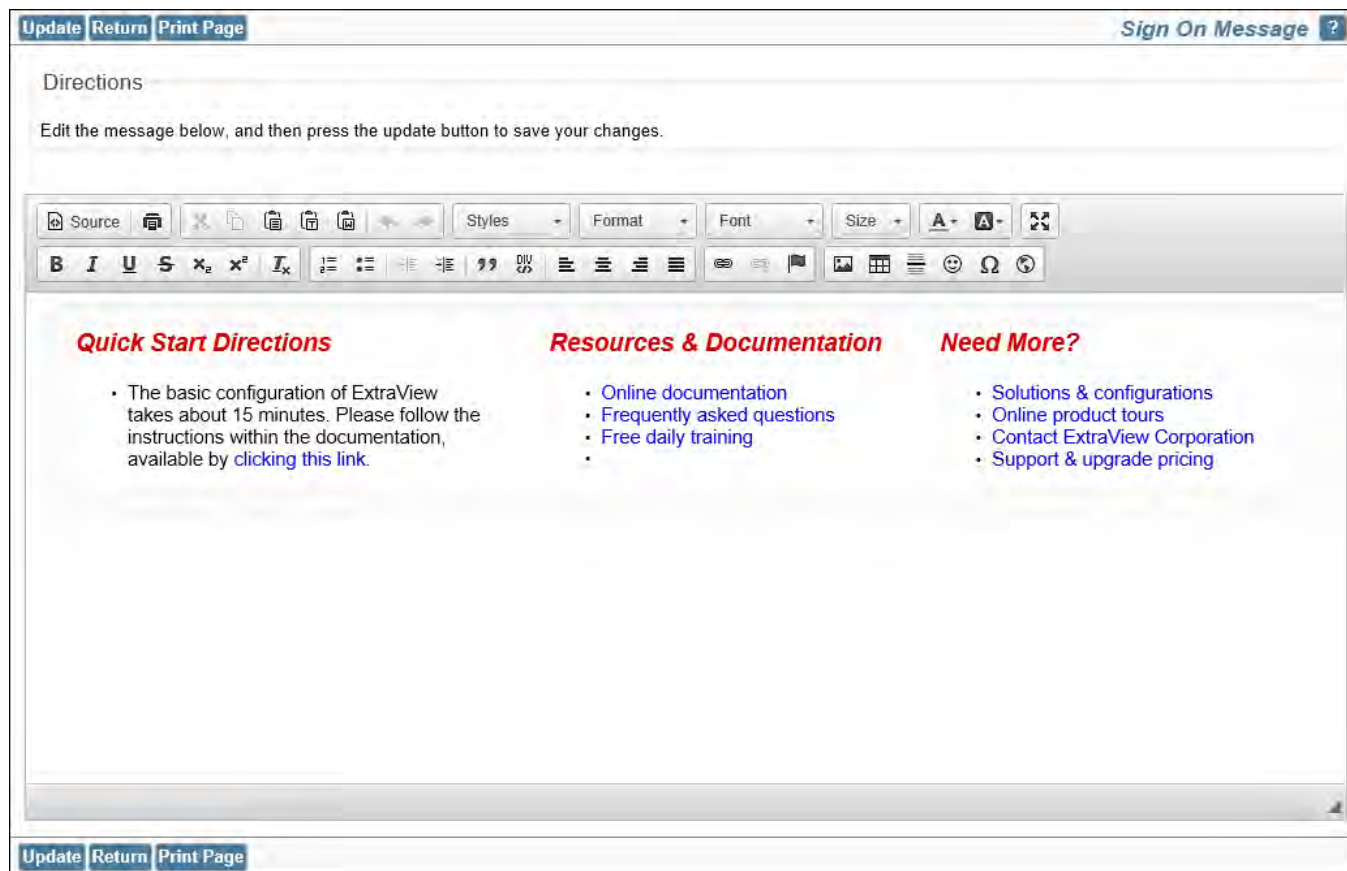 Update Return Print Page
Sign On Message ?
Directions
Edit the message below, and then press the update button to save your changes.
Source Styles Format Font Size A A
B I U S x₂ x² Ix DIV Ω
Quick Start Directions
• The basic configuration of ExtraView
takes about 15 minutes. Please follow the
instructions within the documentation,
available by clicking this link.
Resources & Documentation
• Online documentation
• Frequently asked questions
• Free daily training
•
Need More?
• Solutions & configurations
• Online product tours
• Contact ExtraView Corporation
• Support & upgrade pricing
Update Return Print Page